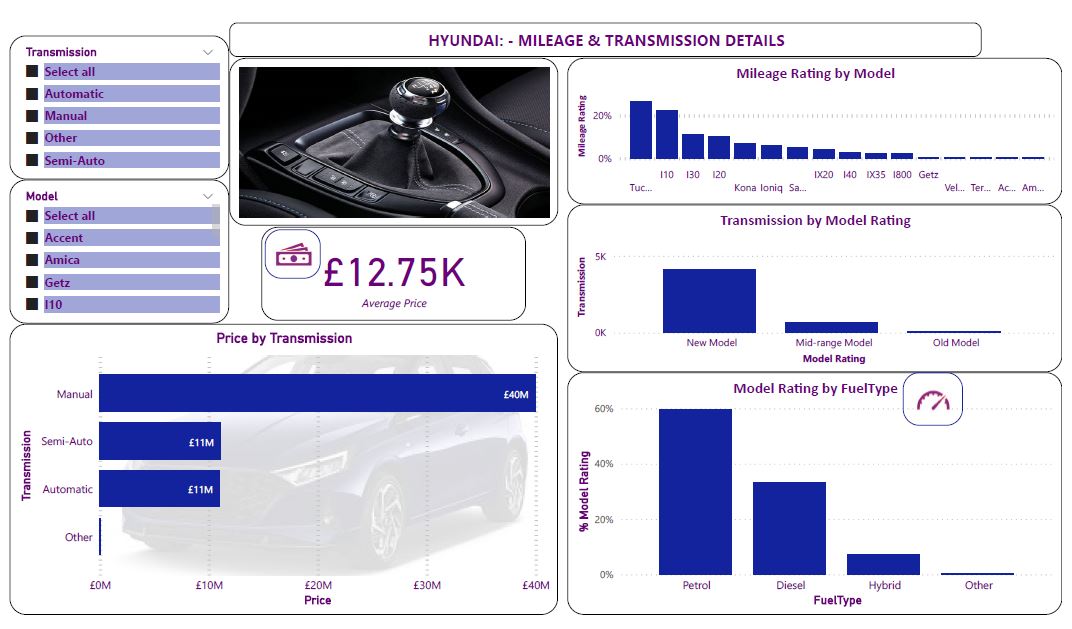 HYUNDAI: - MILEAGE & TRANSMISSION DETAILS
Transmission
Select all
Automatic
Manual
Other
Semi-Auto
Model
Select all
Accent
Amica
Getz
I10
£12.75K
Average Price
Price by Transmission
Transmission
Manual
£40M
Semi-Auto
£11M
Automatic
£11M
Other
£0M £10M £20M £30M £40M
Price
Mileage Rating by Model
Mileage Rating
20%
0%
I10 I30 I20 IX20 I40 IX35 I800 Getz
Tuc... Kona Ioniq Sa... Vel... Ter... Ac... Am...
Transmission by Model Rating
Transmission
5K
0K
New Model Mid-range Model Old Model
Model Rating
Model Rating by FuelType
% Model Rating
60%
40%
20%
0%
Petrol Diesel Hybrid Other
FuelType